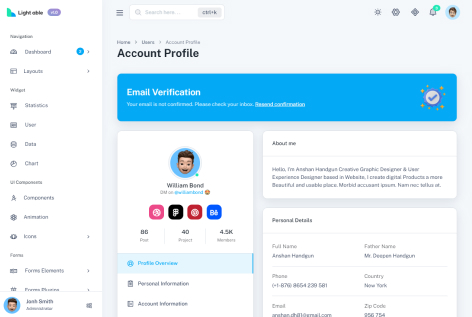 Light able v1.0
Navigation
Dashboard
Layouts
Widget
Statistics
User
Data
Chart
UI Components
Components
Animation
Icons
Forms
Forms Elements
Forms Plugins
Jonh Smith
Administrator
Search here...
ctrl+k
Home > Users > Account Profile
Account Profile
Email Verification
Your email is not confirmed. Please check your inbox. Resend confirmation
William Bond
DM on @williambond 😍
86
Post
40
Project
4.5K
Members
Profile Overview
Personal Information
Account Information
About me
Hello, I'm Anshan Handgun Creative Graphic Designer & User
Experience Designer based in Website, I create digital Products a more
Beautiful and usable place. Morbid accusant ipsum. Nam nec tellus at.
Personal Details
Full Name
Anshan Handgun
Father Name
Mr. Deepen Handgun
Phone
(+1-876) 8654 239 581
Country
New York
Email
anshan.dh81@gmail.com
Zip Code
956 754